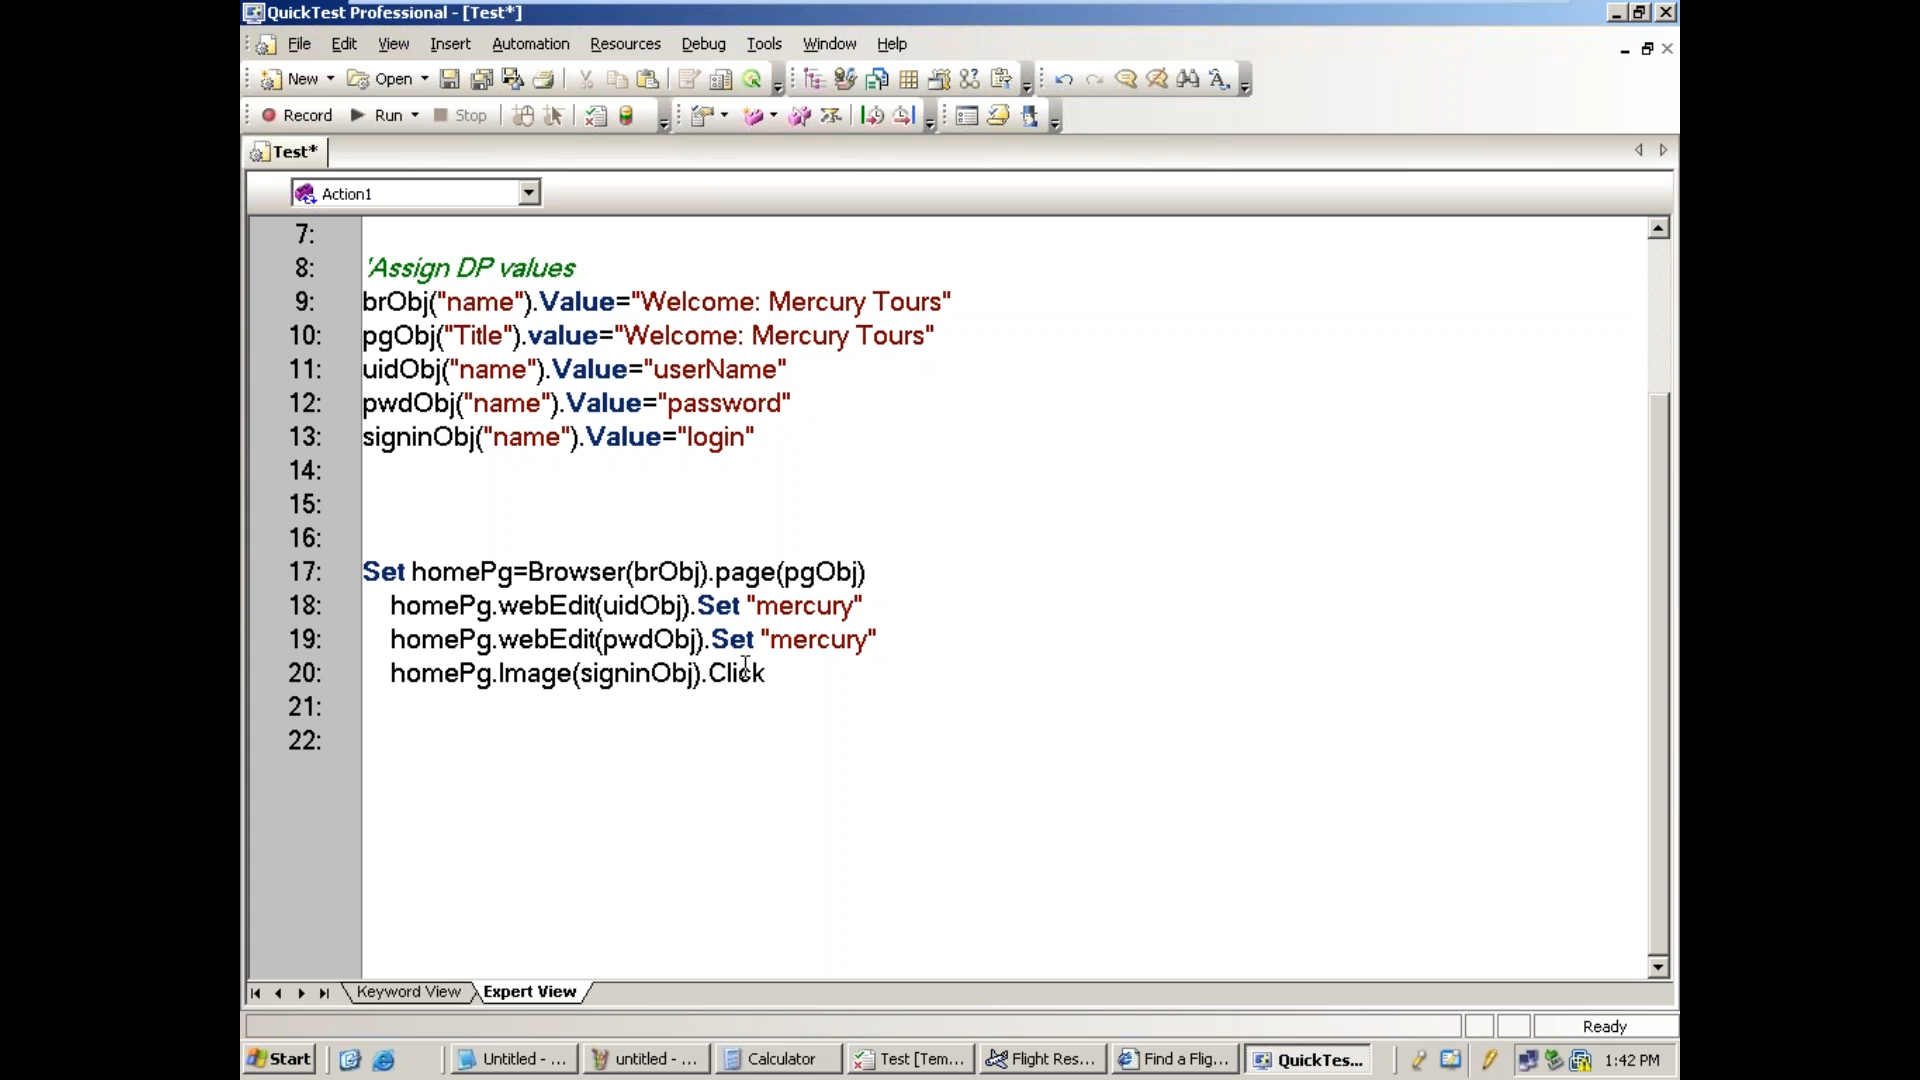 QuickTest Professional - [Test*]
File Edit View Insert Automation Resources Debug Tools Window Help
New Open
Record Run Stop
Test*
Action1
7:
8: 'Assign DP values
9: brObj("name").Value="Welcome: Mercury Tours"
10: pgObj("Title").value="Welcome: Mercury Tours"
11: uidObj("name").Value="userName"
12: pwdObj("name").Value="password"
13: signinObj("name").Value="login"
14:
15:
16:
17: Set homePg=Browser(brObj).page(pgObj)
18: homePg.webEdit(uidObj).Set "mercury"
19: homePg.webEdit(pwdObj).Set "mercury"
20: homePg.Image(signinObj).Click
21:
22:
Keyword View Expert View
Ready
Start Untitled - ... untitled - ... Calculator Test [Tem... Flight Res... Find a Flig... QuickTes... 1:42 PM